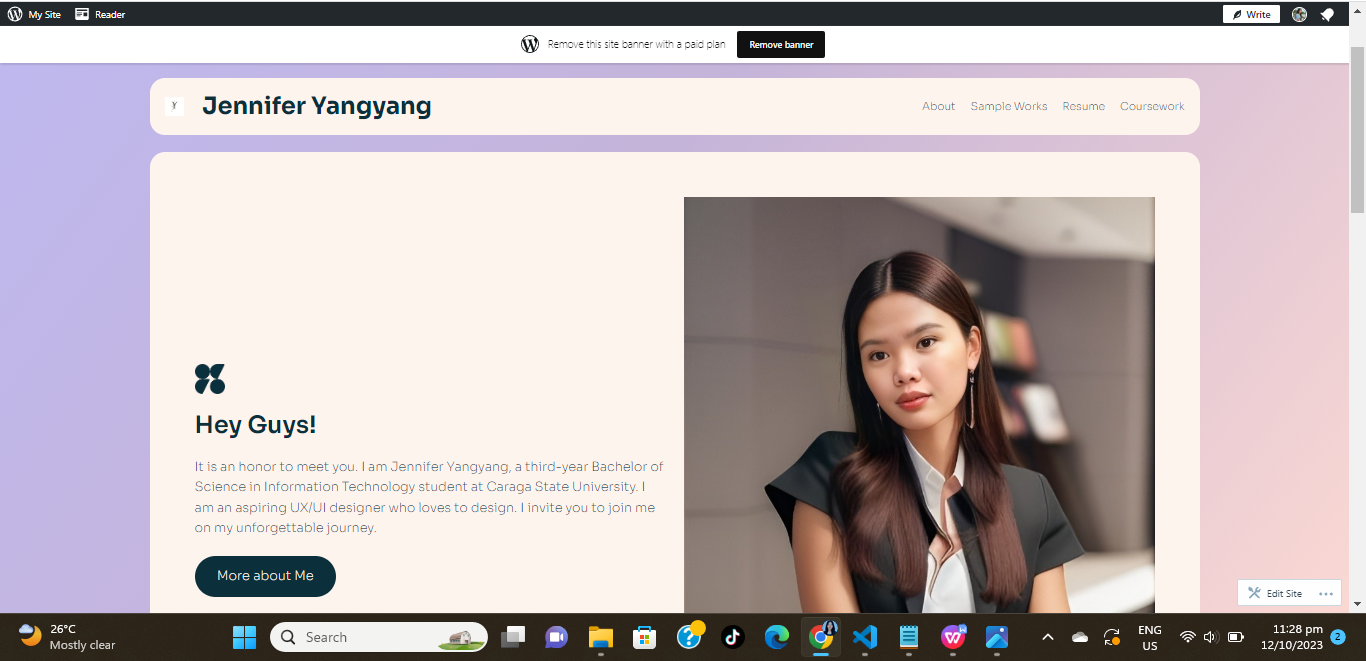 My Site Reader Write
Remove this site banner with a paid plan Remove banner
Y Jennifer Yangyang About Sample Works Resume Coursework
Hey Guys!
It is an honor to meet you. I am Jennifer Yangyang, a third-year Bachelor of
Science in Information Technology student at Caraga State University. I
am an aspiring UX/UI designer who loves to design. I invite you to join me
on my unforgettable journey.
More about Me
Edit Site
26°C
Mostly clear
Search
ENG
US
11:28 pm
12/10/2023
2